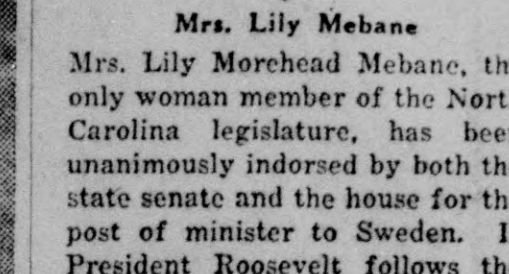 Mrs. Lily Mebane
Mrs. Lily Morehead Mebane, th
only woman member of the Nort
Carolina legislature, has bee
unanimously indorsed by both th
state senate and the house for th
post of minister to Sweden. I
President Roosevelt follows th